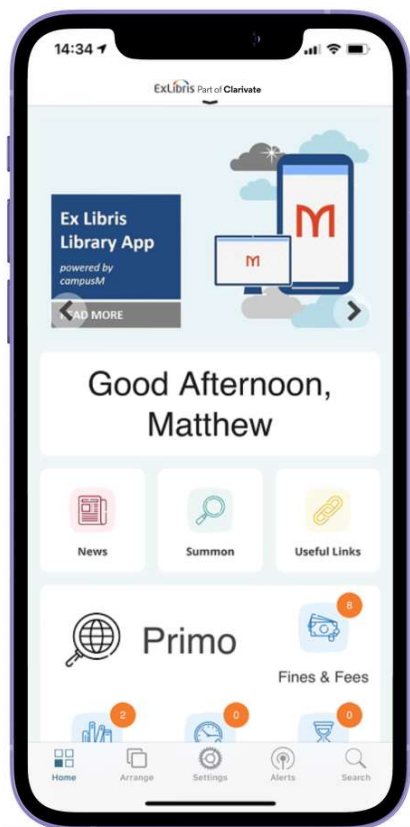 14:34
ExLibris Part of Clarivate
Ex Libris
Library App
powered by
campusM
READ MORE
M
M
Good Afternoon,
Matthew
News
Summon
Useful Links
Primo
8
Fines & Fees
2
0
0
Home
Arrange
Settings
Alerts
Search